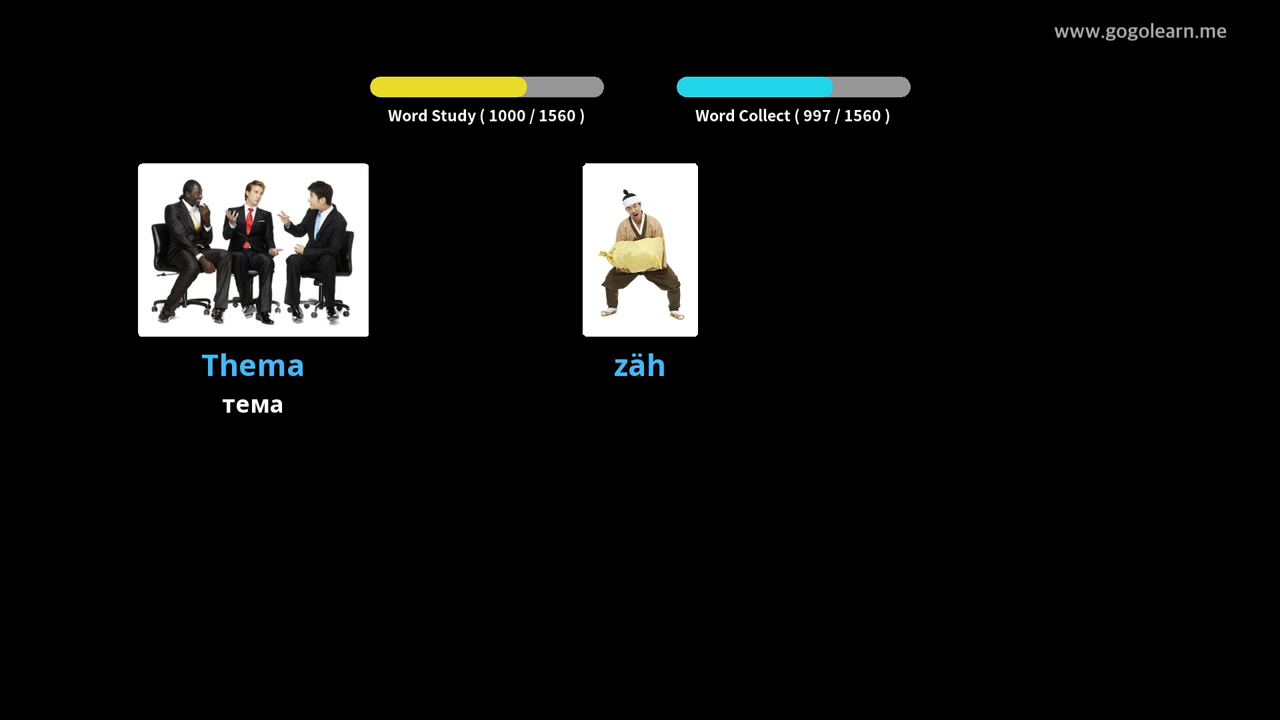 www.gogolearn.me
Word Study ( 1000 / 1560 )
Word Collect ( 997 / 1560 )
Thema
zäh
тема